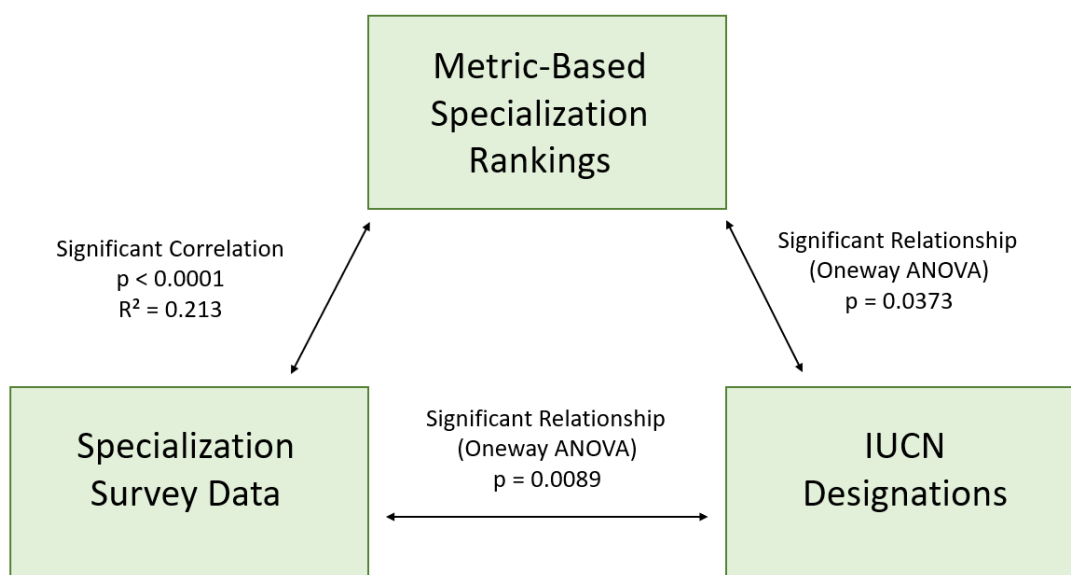 Metric-Based
Specialization
Rankings
Significant Correlation
p < 0.0001
R² = 0.213
Significant Relationship
(Oneway ANOVA)
p = 0.0373
Specialization
Survey Data
Significant Relationship
(Oneway ANOVA)
p = 0.0089
IUCN
Designations